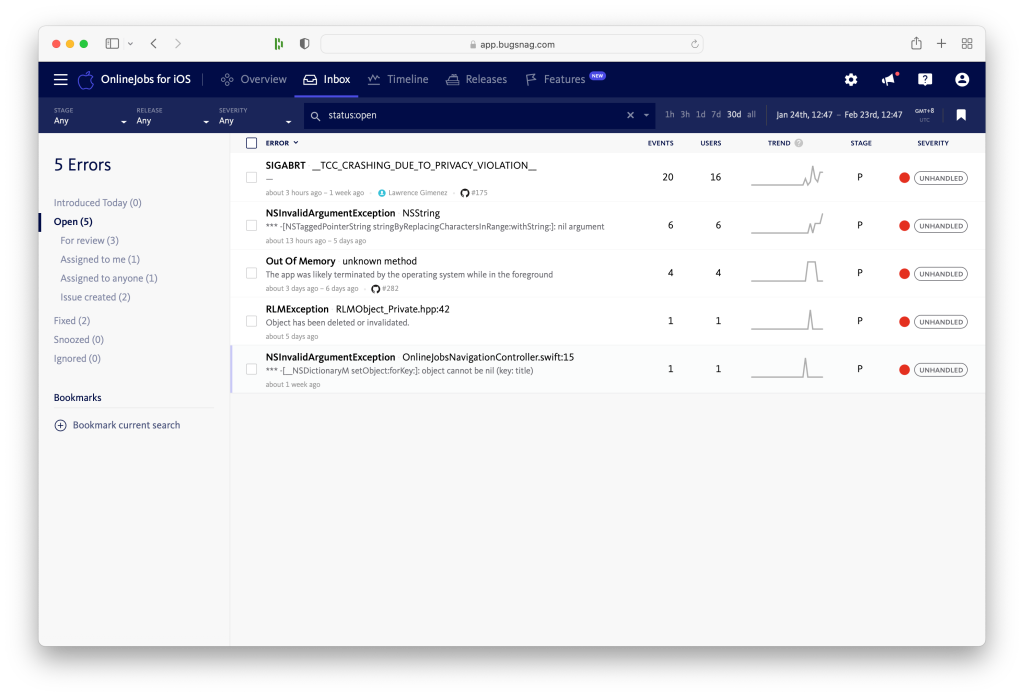 app.bugsnag.com
OnlineJobs for iOS
Overview
Inbox
Timeline
Releases
Features NEW
STAGE
Any
RELEASE
Any
SEVERITY
Any
status:open
1h 3h 1d 7d 30d all
Jan 24th, 12:47 – Feb 23rd, 12:47
GMT+8
UTC
5 Errors
Introduced Today (0)
Open (5)
For review (3)
Assigned to me (1)
Assigned to anyone (1)
Issue created (2)
Fixed (2)
Snoozed (0)
Ignored (0)
Bookmarks
Bookmark current search
ERROR EVENTS USERS TREND ? STAGE SEVERITY
SIGABRT __TCC_CRASHING_DUE_TO_PRIVACY_VIOLATION__
—
about 3 hours ago – 1 week ago · Lawrence Gimenez · #175
20 16 P UNHANDLED
NSInvalidArgumentException NSString
*** -[NSTaggedPointerString stringByReplacingCharactersInRange:withString:]: nil argument
about 13 hours ago – 5 days ago
6 6 P UNHANDLED
Out Of Memory unknown method
The app was likely terminated by the operating system while in the foreground
about 3 days ago – 6 days ago · #282
4 4 P UNHANDLED
RLMException RLMObject_Private.hpp:42
Object has been deleted or invalidated.
about 5 days ago
1 1 P UNHANDLED
NSInvalidArgumentException OnlineJobsNavigationController.swift:15
*** -[__NSDictionaryM setObject:forKey:]: object cannot be nil (key: title)
about 1 week ago
1 1 P UNHANDLED